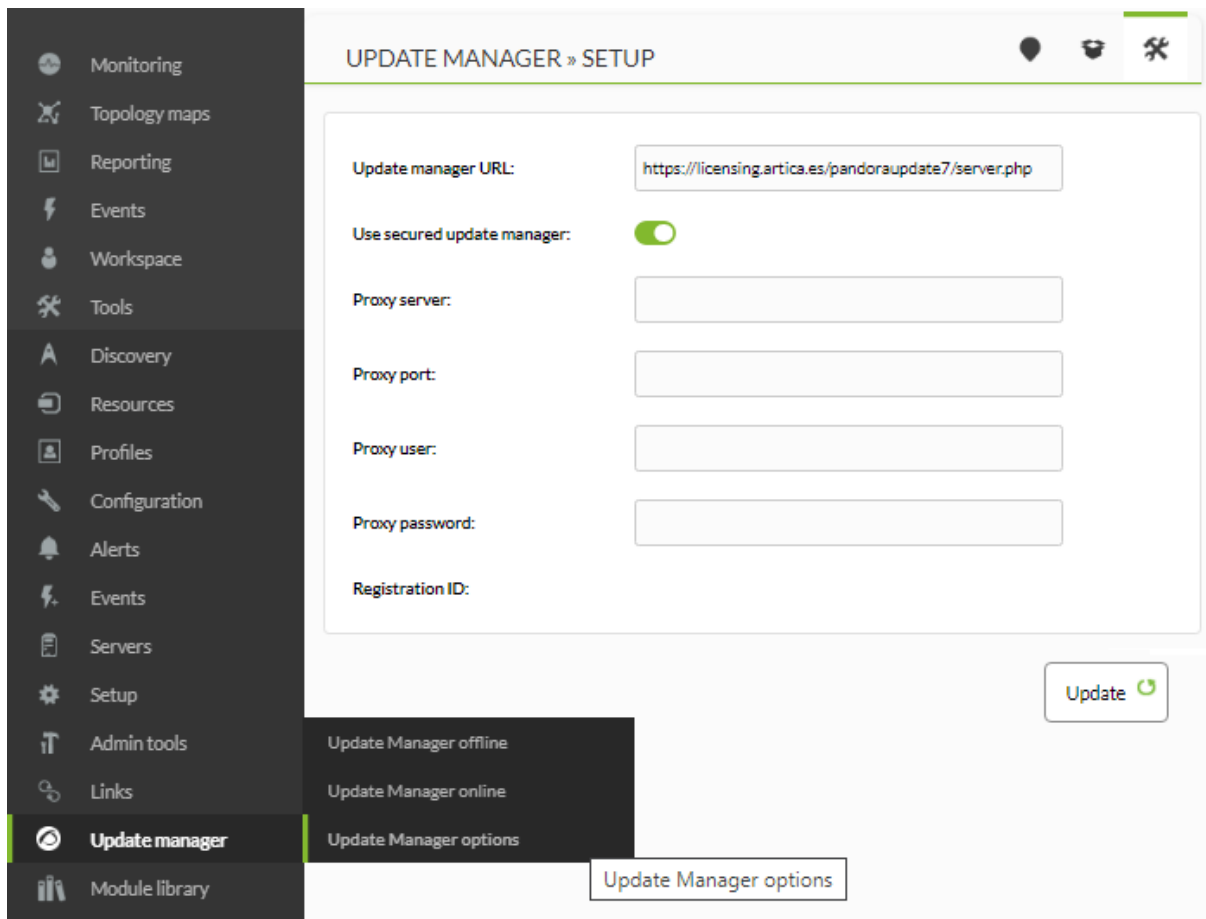 Monitoring
Topology maps
Reporting
Events
Workspace
Tools
Discovery
Resources
Profiles
Configuration
Alerts
Events
Servers
Setup
Admin tools
Links
Update manager
Module library
UPDATE MANAGER » SETUP
Update manager URL: https://licensing.artica.es/pandoraupdate7/server.php
Use secured update manager:
Proxy server:
Proxy port:
Proxy user:
Proxy password:
Registration ID:
Update
Update Manager offline
Update Manager online
Update Manager options
Update Manager options